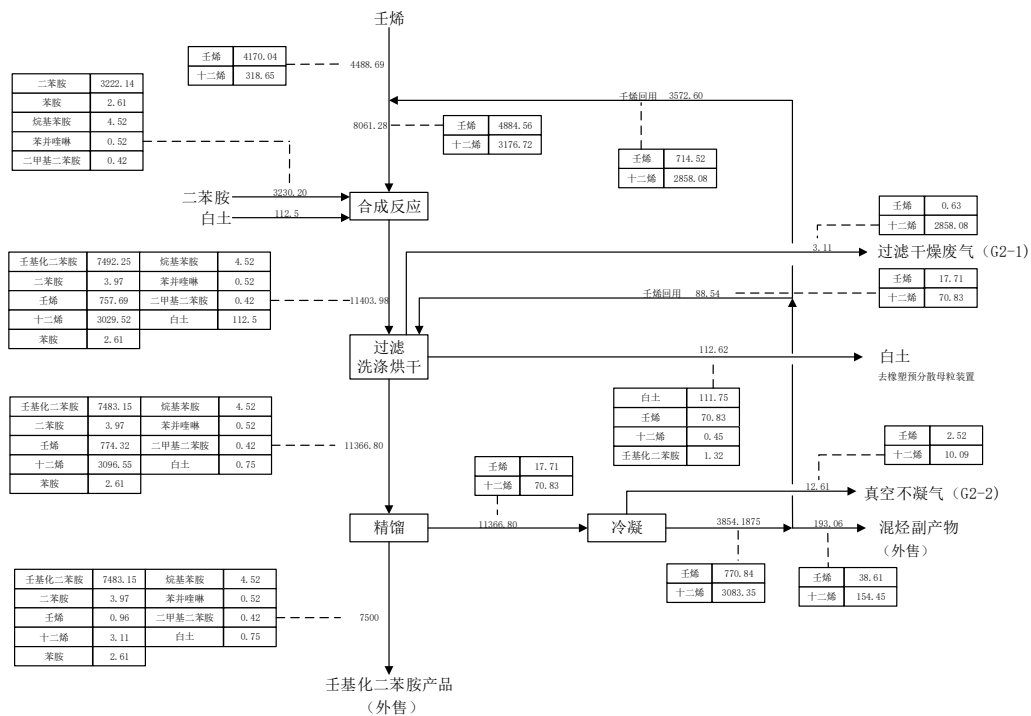 壬烯
壬烯 4170.04
十二烯 318.65
4488.69
二苯胺 3222.14
苯胺 2.61
烷基苯胺 4.52
苯并喹啉 0.52
二甲基二苯胺 0.42
壬烯回用 3572.60
8061.28
壬烯 4884.56
十二烯 3176.72
壬烯 714.52
十二烯 2858.08
二苯胺 3230.20
白土 112.5
合成反应
壬烯 0.63
十二烯 2858.08
3.11
过滤干燥废气（G2-1）
壬基化二苯胺 7492.25 烷基苯胺 4.52
二苯胺 3.97 苯并喹啉 0.52
壬烯 757.69 二甲基二苯胺 0.42
十二烯 3029.52 白土 112.5
苯胺 2.61
11403.98
壬烯回用 88.54
壬烯 17.71
十二烯 70.83
过滤
洗涤烘干
112.62
白土
去橡塑预分散母粒装置
白土 111.75
壬烯 70.83
十二烯 0.45
壬基化二苯胺 1.32
壬基化二苯胺 7483.15 烷基苯胺 4.52
二苯胺 3.97 苯并喹啉 0.52
壬烯 774.32 二甲基二苯胺 0.42
十二烯 3096.55 白土 0.75
苯胺 2.61
11366.80
壬烯 17.71
十二烯 70.83
壬烯 2.52
十二烯 10.09
12.61
真空不凝气（G2-2）
精馏
11366.80
冷凝
3854.1875
193.06
混烃副产物
（外售）
壬烯 770.84
十二烯 3083.35
壬烯 38.61
十二烯 154.45
壬基化二苯胺 7483.15 烷基苯胺 4.52
二苯胺 3.97 苯并喹啉 0.52
壬烯 0.96 二甲基二苯胺 0.42
十二烯 3.11 白土 0.75
苯胺 2.61
7500
壬基化二苯胺产品
（外售）